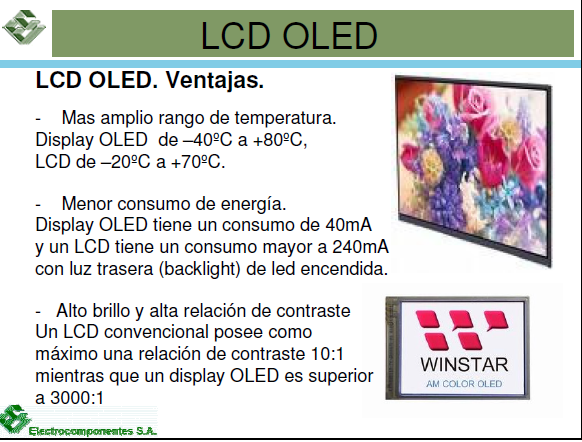 LCD OLED
LCD OLED. Ventajas.
- Mas amplio rango de temperatura.
Display OLED de –40ºC a +80ºC,
LCD de –20ºC a +70ºC.
- Menor consumo de energía.
Display OLED tiene un consumo de 40mA
y un LCD tiene un consumo mayor a 240mA
con luz trasera (backlight) de led encendida.
- Alto brillo y alta relación de contraste
Un LCD convencional posee como
máximo una relación de contraste 10:1
mientras que un display OLED es superior
a 3000:1
WINSTAR
AM COLOR OLED
Electrocomponentes S.A.